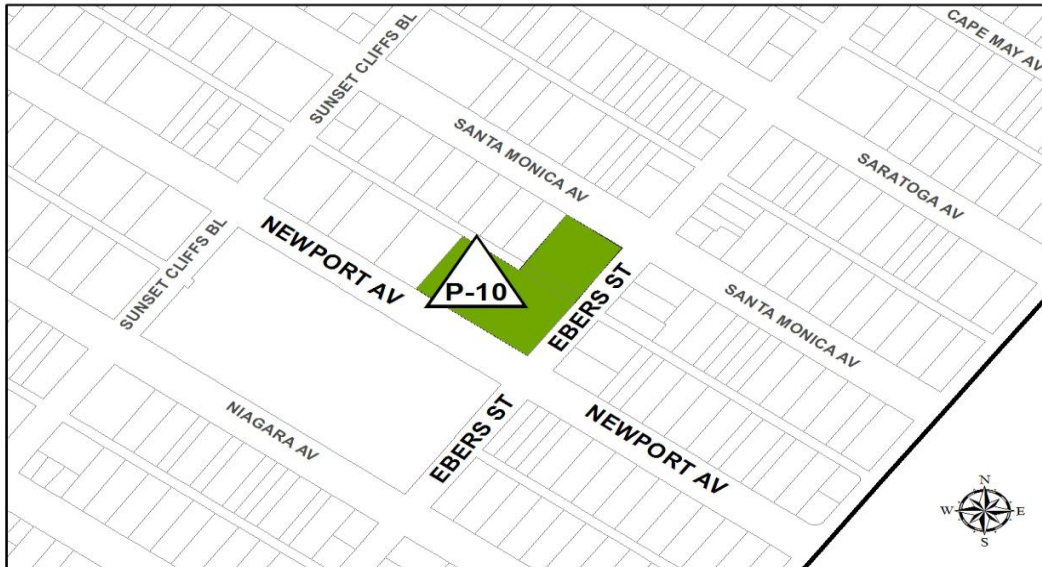 CAPE MAY AV
SUNSET CLIFFS BL
SANTA MONICA AV
SARATOGA AV
SUNSET CLIFFS BL
NEWPORT AV
P-10
EBERS ST
SANTA MONICA AV
NIAGARA AV
EBERS ST
NEWPORT AV
N
W
E
S